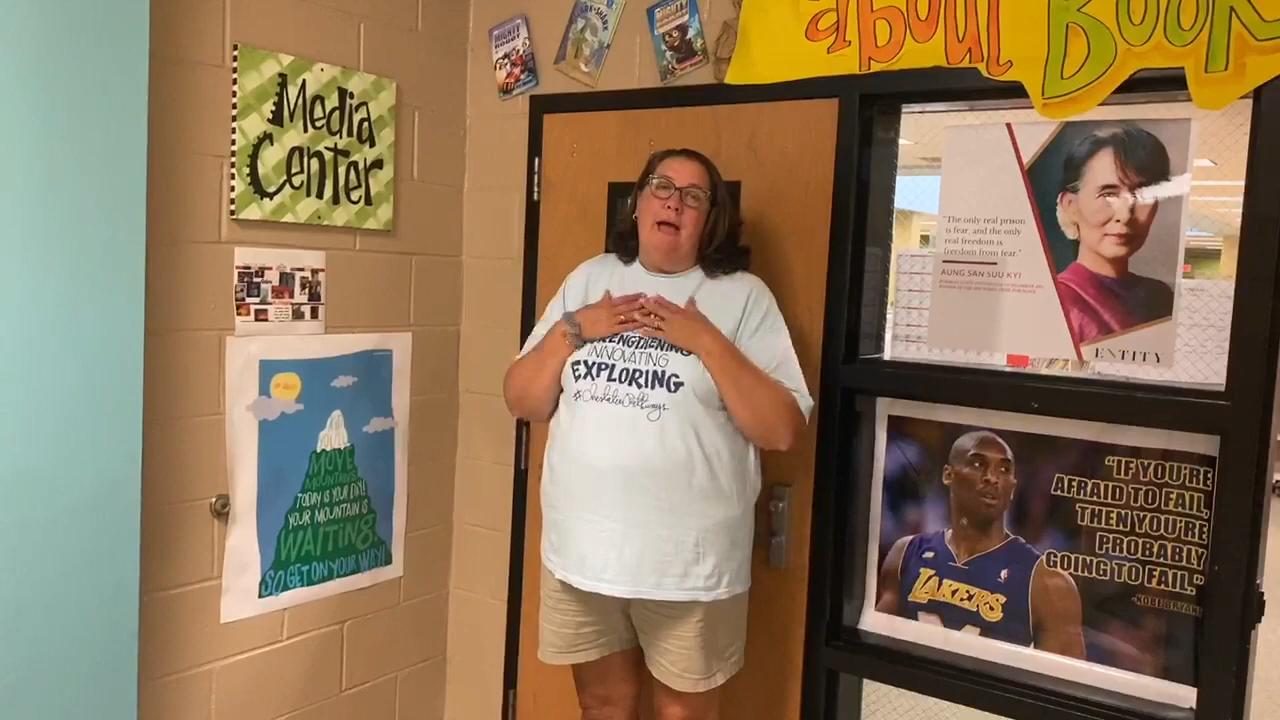 about Book
MIGHTY
ROBOT
MIGHTY
Media
Center
MOVE
MOUNTAINS
TODAY IS YOUR DAY!
YOUR MOUNTAIN IS
WAITING.
SO GET ON YOUR WAY!
STRENGTHENING
INNOVATING
EXPLORING
"The only real prison
is fear, and the only
real freedom is
freedom from fear."
AUNG SAN SUU KYI
ENTITY
"IF YOU'RE
AFRAID TO FAIL,
THEN YOU'RE
PROBABLY
GOING TO FAIL."
-KOBE BRYANT
LAKERS